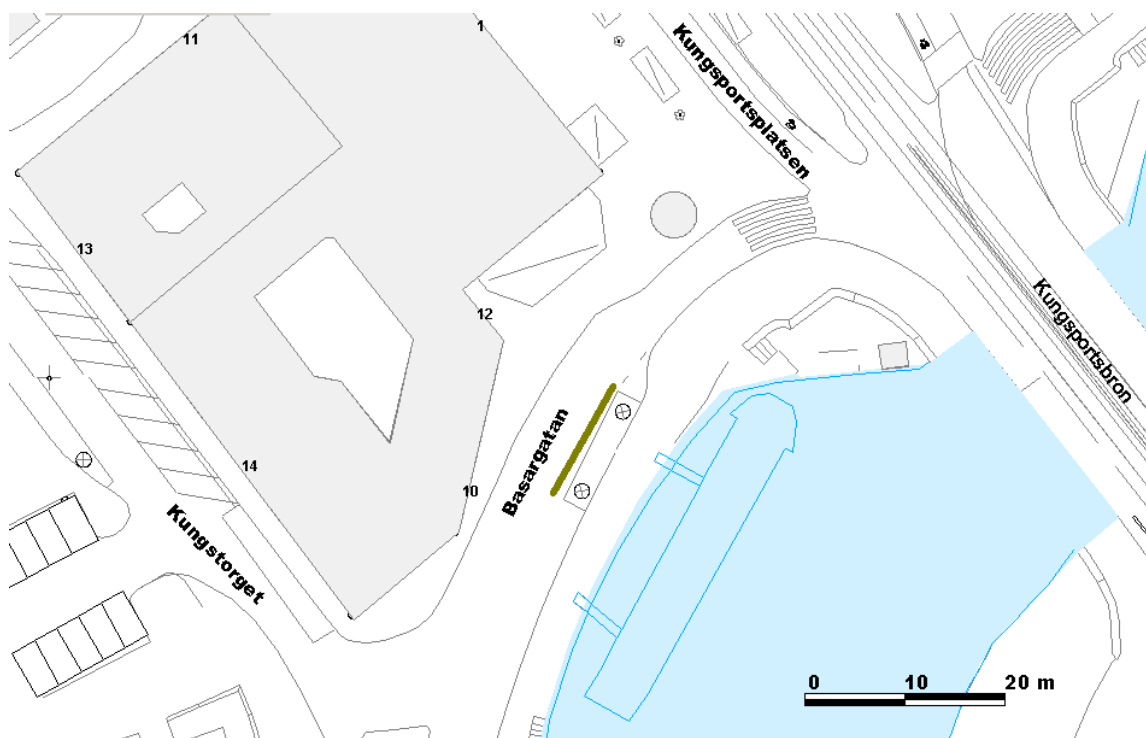 11
1
Kungsportsplatsen
13
12
Kungsportsbron
Basargatan
14
10
Kungstorget
0 10 20 m